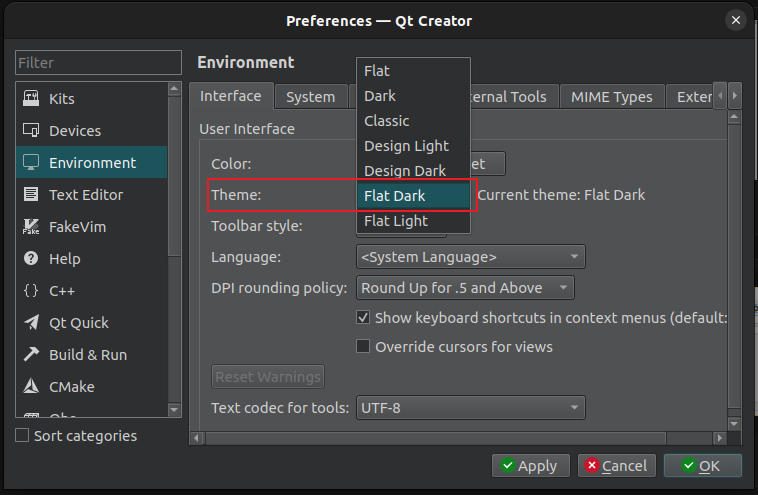 Preferences — Qt Creator
Filter
Kits
Devices
Environment
Text Editor
FakeVim
Help
C++
Qt Quick
Build & Run
CMake
Sort categories
Environment
Interface System External Tools MIME Types Exter
User Interface
Color:
Theme: Current theme: Flat Dark
Flat
Dark
Classic
Design Light
Design Dark
Flat Dark
Flat Light
Toolbar style:
Language: <System Language>
DPI rounding policy: Round Up for .5 and Above
Show keyboard shortcuts in context menus (default:
Override cursors for views
Reset Warnings
Text codec for tools: UTF-8
Apply Cancel OK